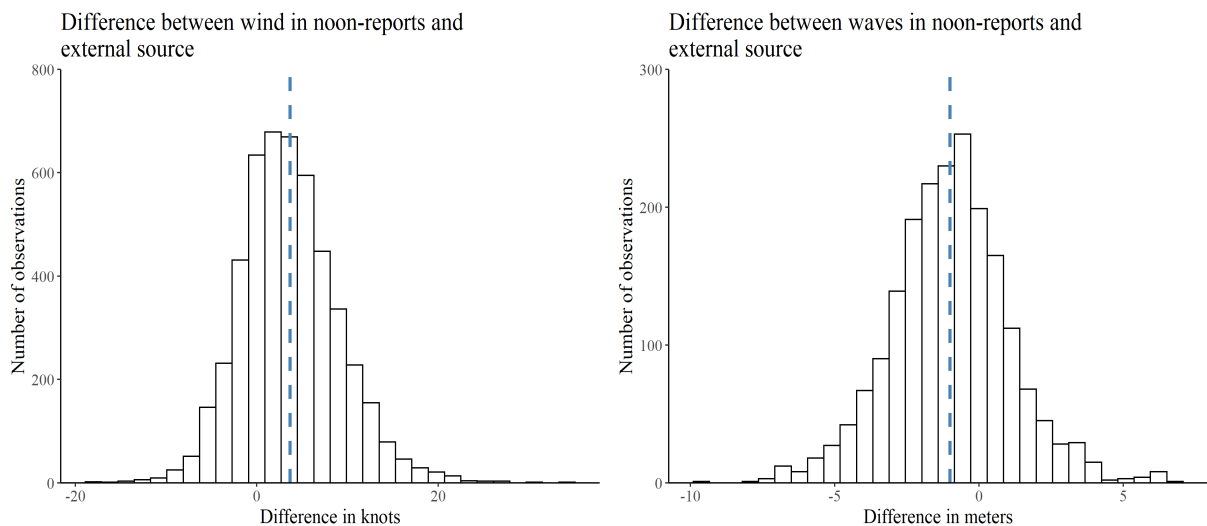 Difference between wind in noon-reports and
external source
800
600
400
200
0
Number of observations
-20
0
20
Difference in knots
Difference between waves in noon-reports and
external source
300
200
100
0
Number of observations
-10
-5
0
5
Difference in meters